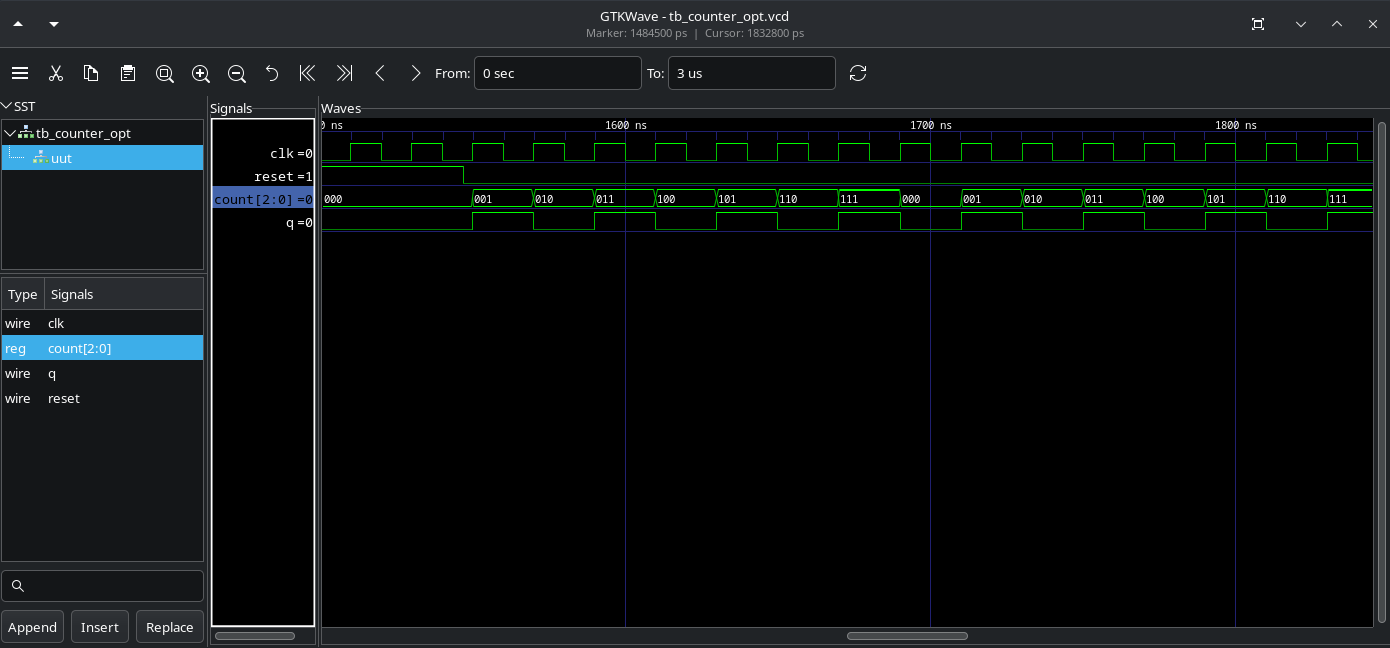 GTKWave - tb_counter_opt.vcd
Marker: 1484500 ps | Cursor: 1832800 ps
From: 0 sec To: 3 us
SST
tb_counter_opt
uut
Type Signals
wire clk
reg count[2:0]
wire q
wire reset
Append Insert Replace
Signals
clk =0
reset =1
count[2:0] =0
q =0
Waves
0 ns 1600 ns 1700 ns 1800 ns
000 001 010 011 100 101 110 111 000 001 010 011 100 101 110 111